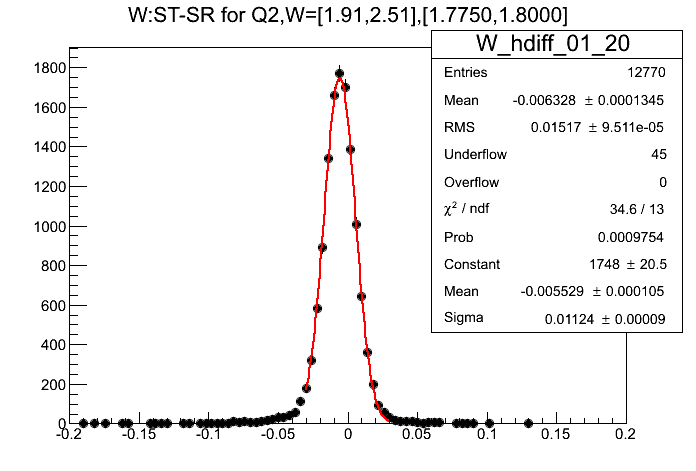 W:ST-SR for Q2,W=[1.91,2.51],[1.7750,1.8000]
W_hdiff_01_20
Entries 12770
Mean -0.006328 ± 0.0001345
RMS 0.01517 ± 9.511e-05
Underflow 45
Overflow 0
χ² / ndf 34.6 / 13
Prob 0.0009754
Constant 1748 ± 20.5
Mean -0.005529 ± 0.000105
Sigma 0.01124 ± 0.00009
1800
1600
1400
1200
1000
800
600
400
200
0
-0.2 -0.15 -0.1 -0.05 0 0.05 0.1 0.15 0.2